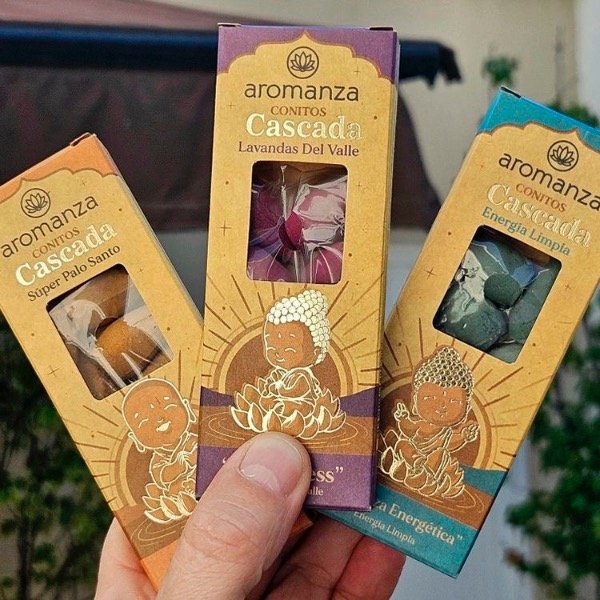 aromanza
CONITOS
Cascada
Súper Palo Santo
aromanza
CONITOS
Cascada
Lavandas Del Valle
aromanza
CONITOS
Cascada
Energía Limpia
Energética”
Energía Limpia